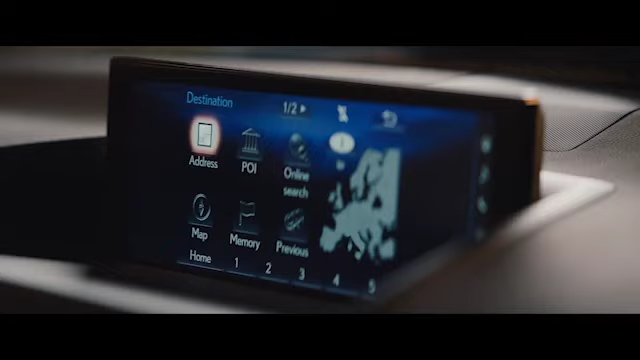 Destination
1/2
Address
POI
Online
search
Map
Memory
Previous
Home 1 2 3 4 5